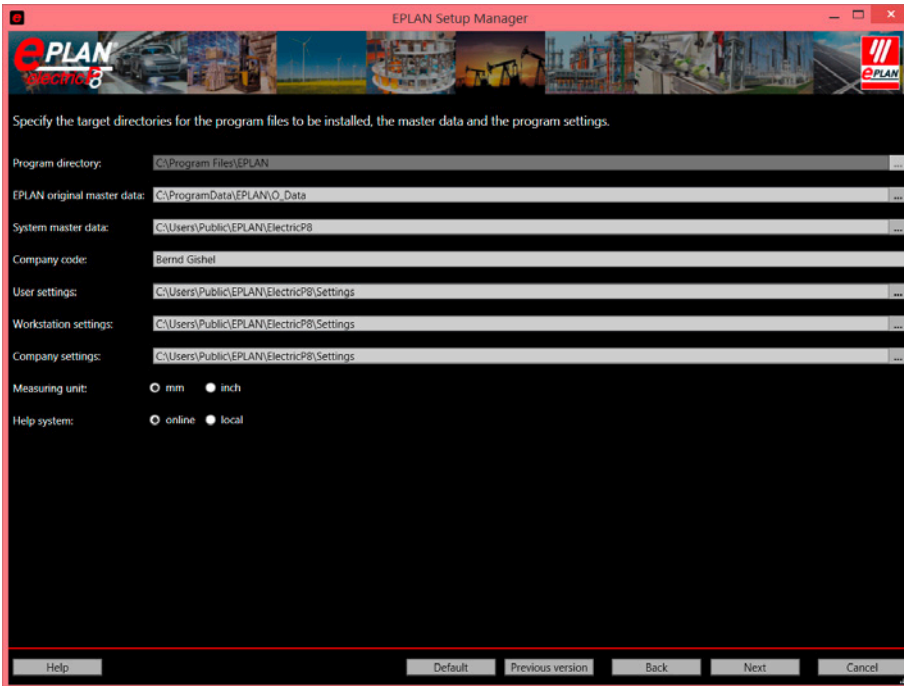 EPLAN Setup Manager
ePLAN®
electric P8
ePLAN
Specify the target directories for the program files to be installed, the master data and the program settings.
Program directory: C:\Program Files\EPLAN ...
EPLAN original master data: C:\ProgramData\EPLAN\O_Data ...
System master data: C:\Users\Public\EPLAN\ElectricP8 ...
Company code: Bernd Gishel
User settings: C:\Users\Public\EPLAN\ElectricP8\Settings ...
Workstation settings: C:\Users\Public\EPLAN\ElectricP8\Settings ...
Company settings: C:\Users\Public\EPLAN\ElectricP8\Settings ...
Measuring unit: mm inch
Help system: online local
Help Default Previous version Back Next Cancel